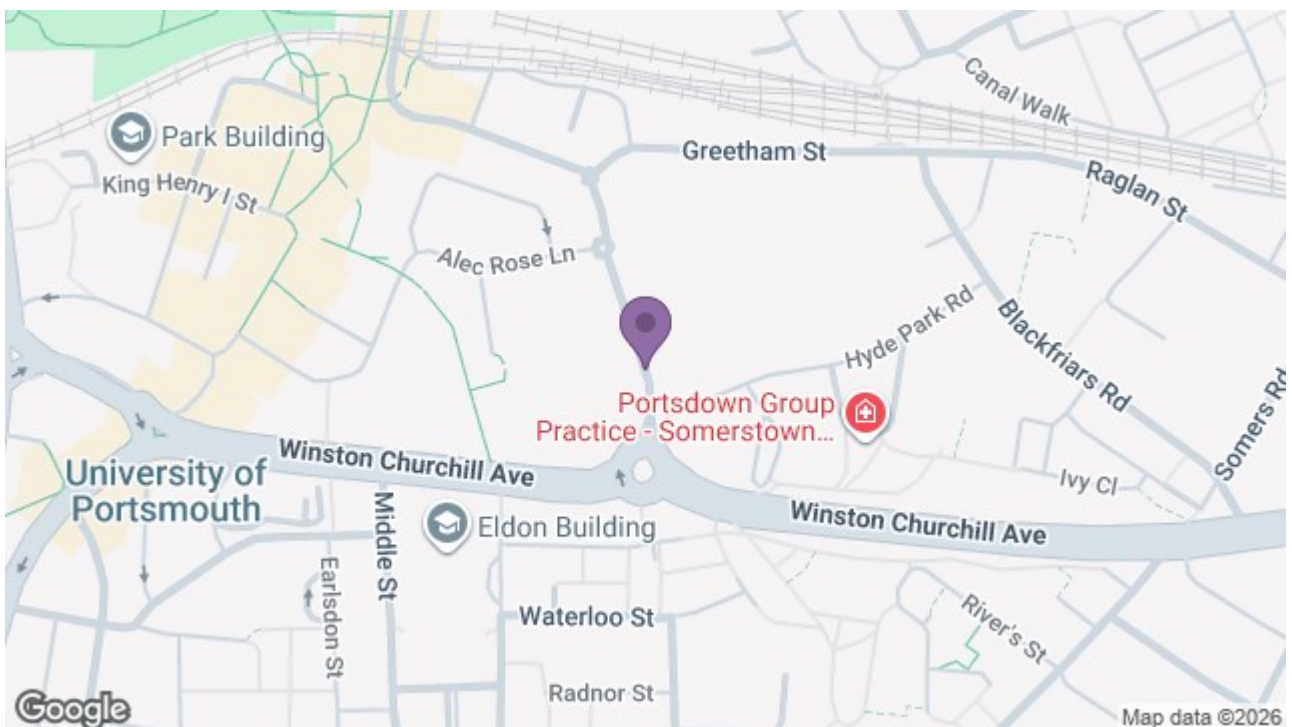 Canal Walk
Park Building
Greetham St
King Henry I St
Raglan St
Alec Rose Ln
Hyde Park Rd
Blackfriars Rd
Portsdown Group
Practice - Somerstown...
Somers Rd
Winston Churchill Ave
University of
Portsmouth
Middle St
Ivy Cl
Eldon Building
Winston Churchill Ave
Earlsdon St
Waterloo St
River's St
Radnor St
Google
Map data ©2026